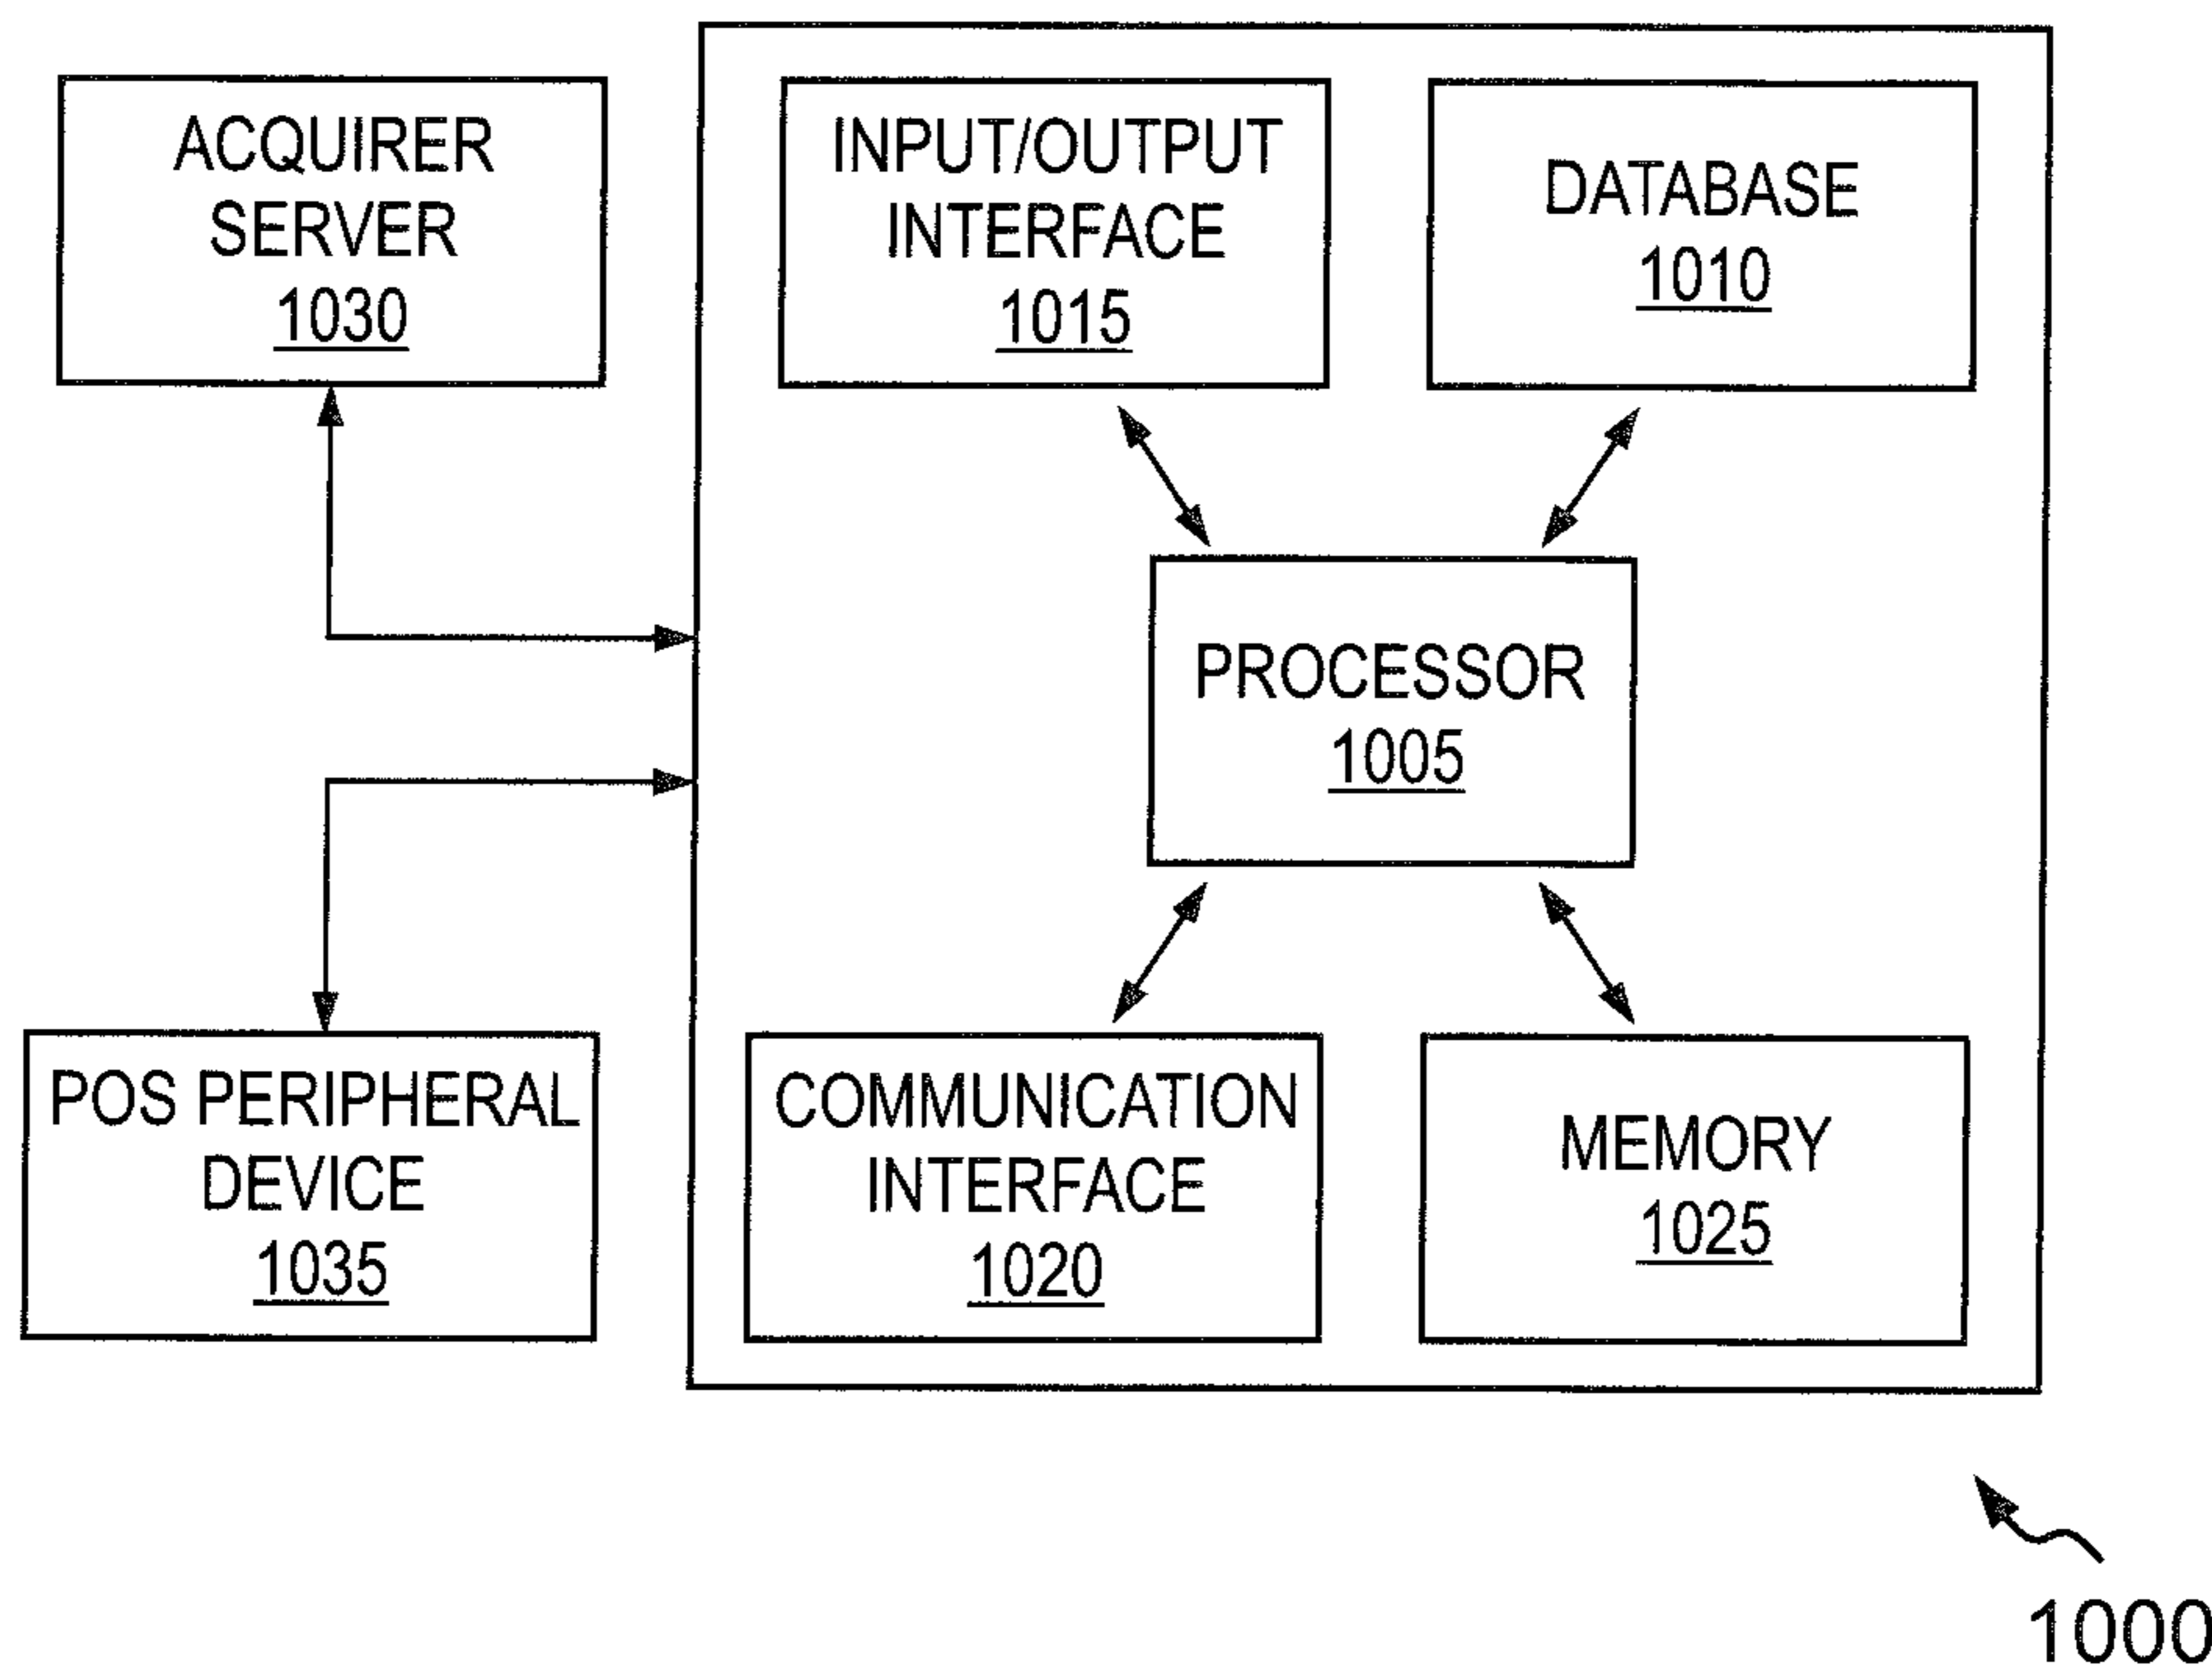 ACQUIRER
SERVER
1030
INPUT/OUTPUT
INTERFACE
1015
DATABASE
1010
PROCESSOR
1005
POS PERIPHERAL
DEVICE
1035
COMMUNICATION
INTERFACE
1020
MEMORY
1025
1000